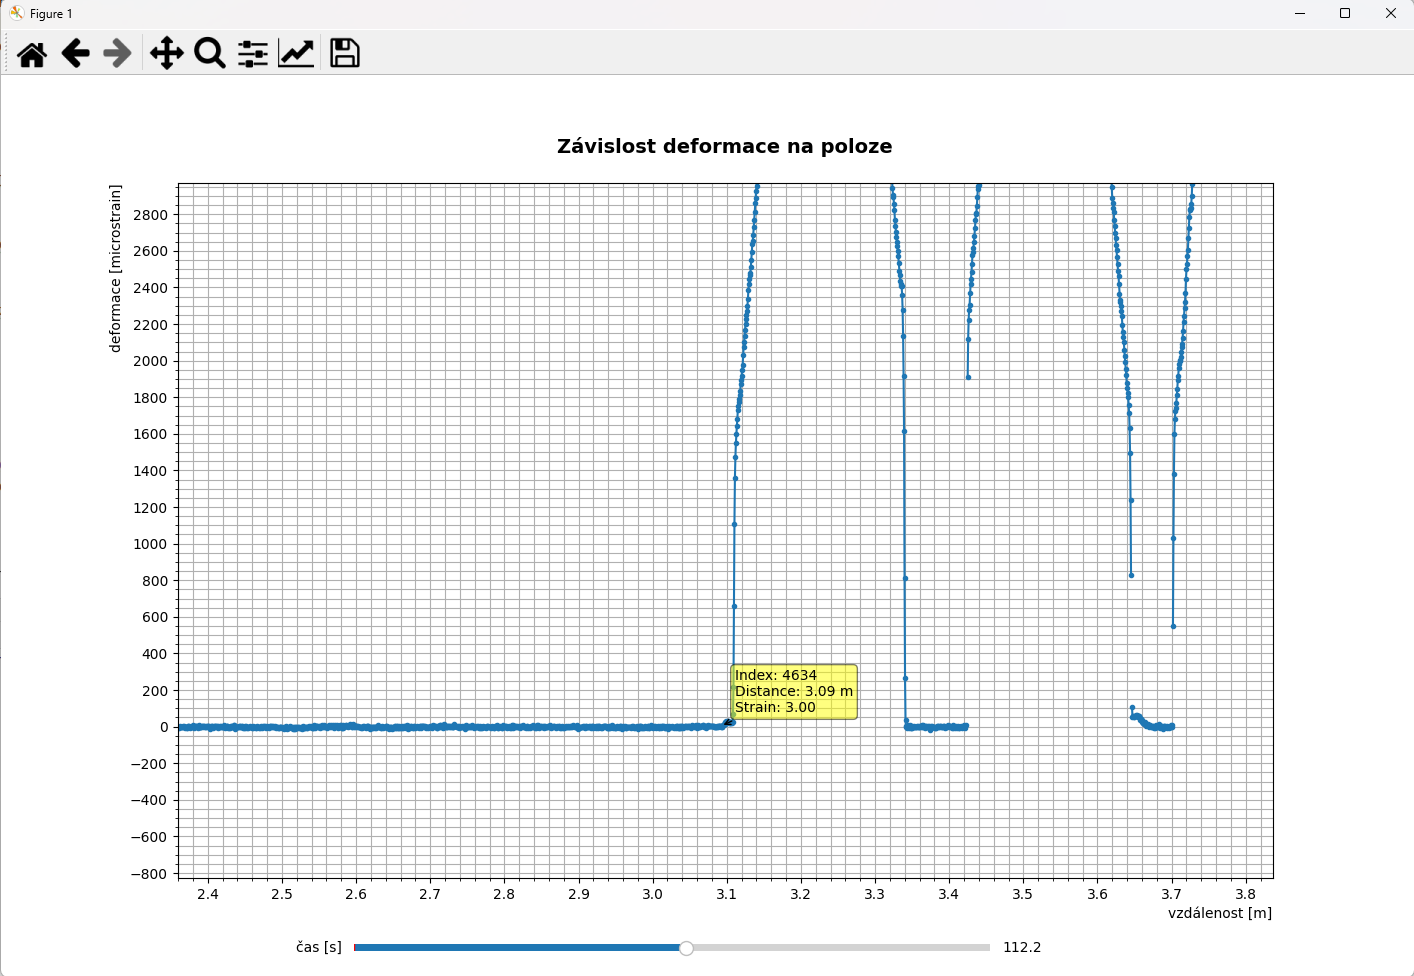 Figure 1
Závislost deformace na poloze
deformace [microstrain]
2800
2600
2400
2200
2000
1800
1600
1400
1200
1000
800
600
400
200
0
−200
−400
−600
−800
Index: 4634
Distance: 3.09 m
Strain: 3.00
2.4 2.5 2.6 2.7 2.8 2.9 3.0 3.1 3.2 3.3 3.4 3.5 3.6 3.7 3.8
vzdálenost [m]
čas [s] 112.2